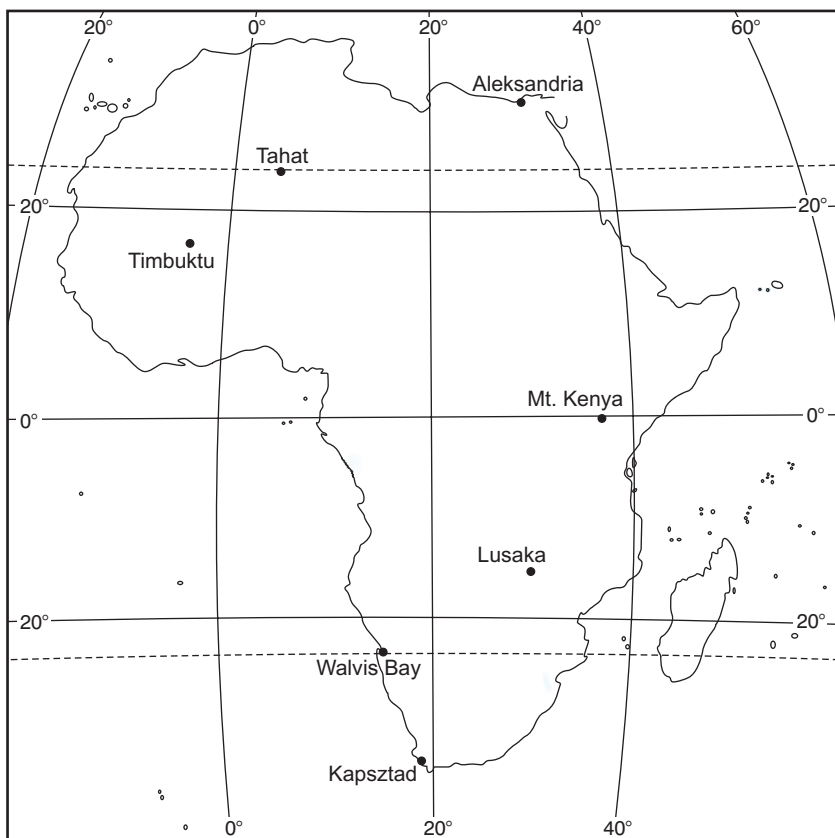 20° 0° 20° 40° 60°
Aleksandria
Tahat
20° 20°
Timbuktu
Mt. Kenya
0° 0°
Lusaka
20° 20°
Walvis Bay
Kapsztad
0° 20° 40°